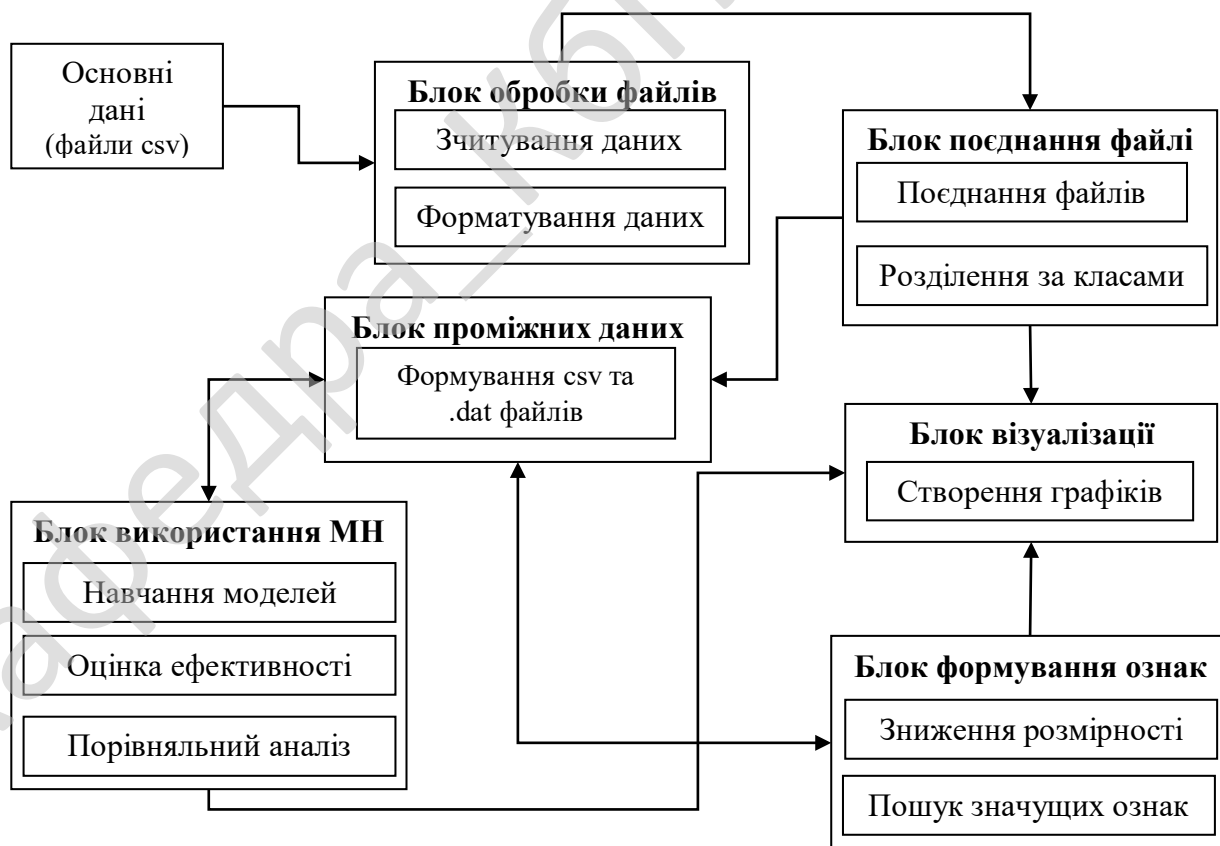 Основні
дані
(файли csv)
Блок обробки файлів
Зчитування даних
Форматування даних
Блок поєднання файлі
Поєднання файлів
Розділення за класами
Блок проміжних даних
Формування csv та
.dat файлів
Блок візуалізації
Створення графіків
Блок використання МН
Навчання моделей
Оцінка ефективності
Порівняльний аналіз
Блок формування ознак
Зниження розмірності
Пошук значущих ознак